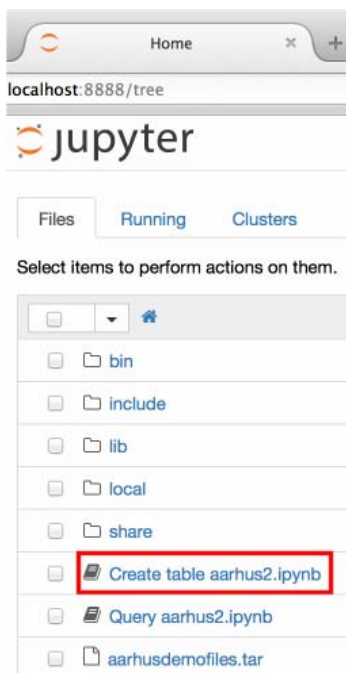 Home
localhost:8888/tree
jupyter
Files Running Clusters
Select items to perform actions on them.
bin
include
lib
local
share
Create table aarhus2.ipynb
Query aarhus2.ipynb
aarhusdemofiles.tar